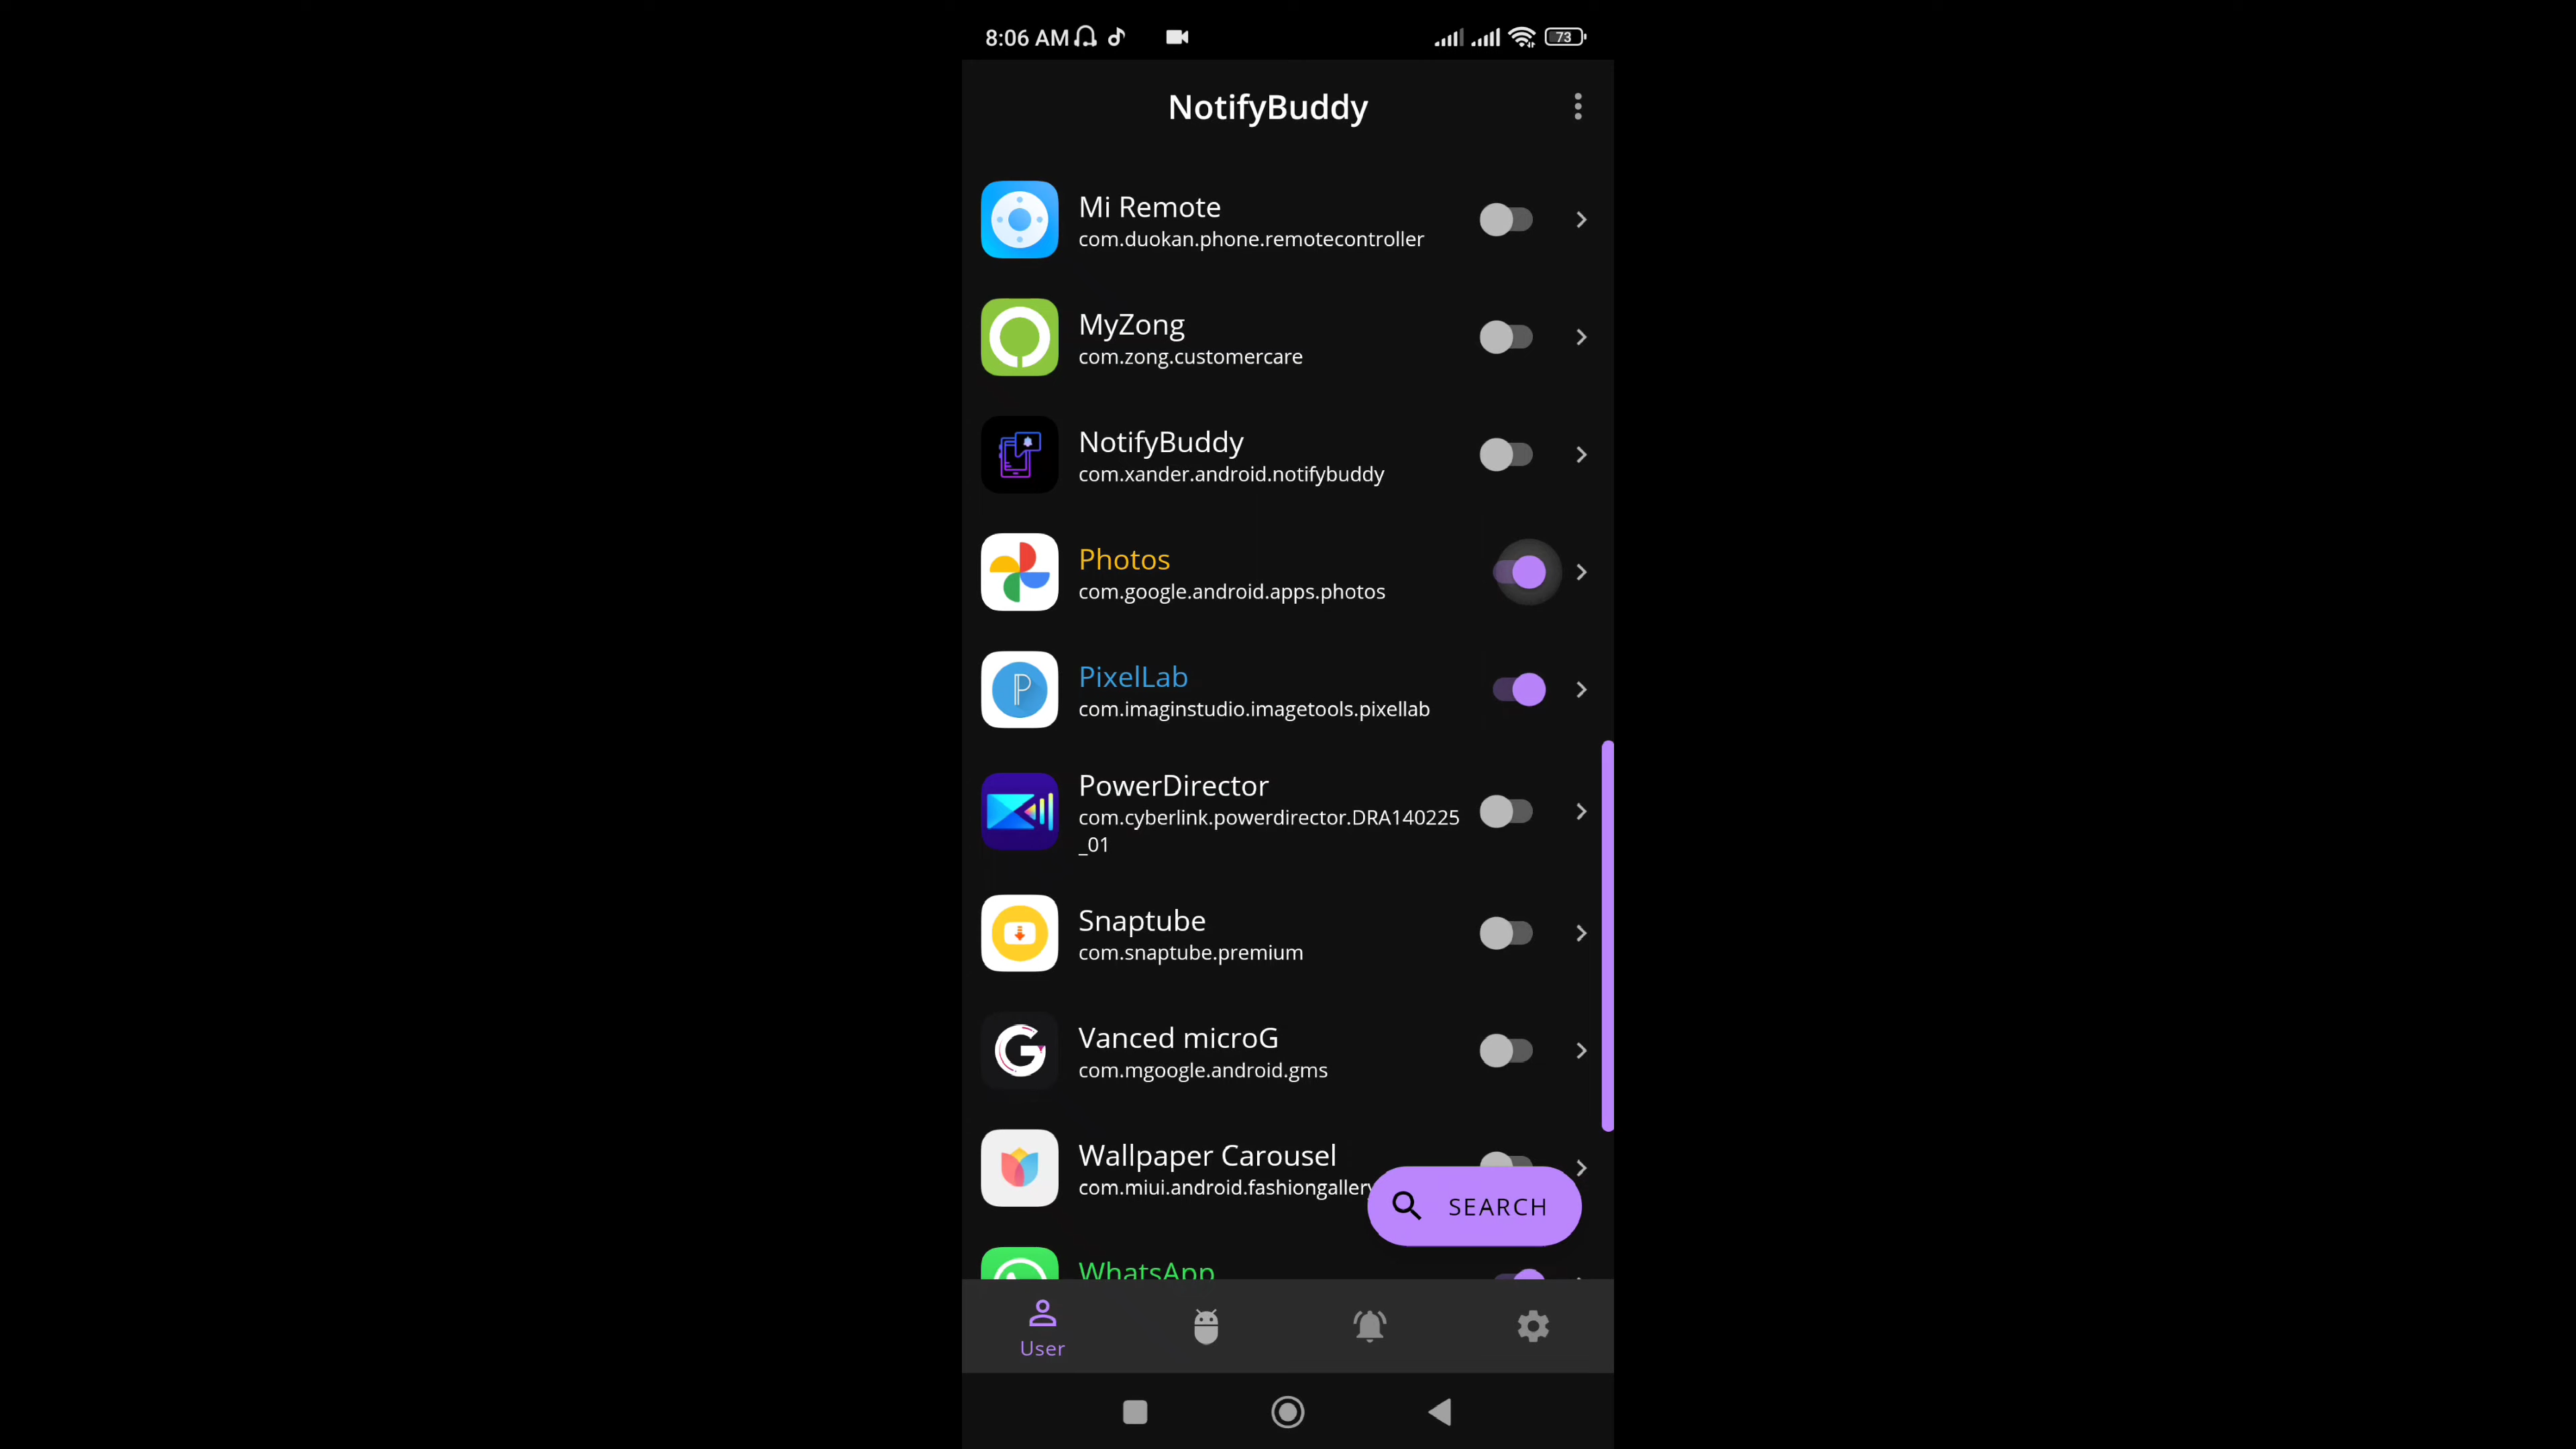 8:06 AM
73
NotifyBuddy
Mi Remote
com.duokan.phone.remotecontroller
MyZong
com.zong.customercare
NotifyBuddy
com.xander.android.notifybuddy
Photos
com.google.android.apps.photos
PixelLab
com.imaginstudio.imagetools.pixellab
PowerDirector
com.cyberlink.powerdirector.DRA140225
_01
Snaptube
com.snaptube.premium
Vanced microG
com.mgoogle.android.gms
Wallpaper Carousel
com.miui.android.fashiongallery
SEARCH
WhatsApp
User